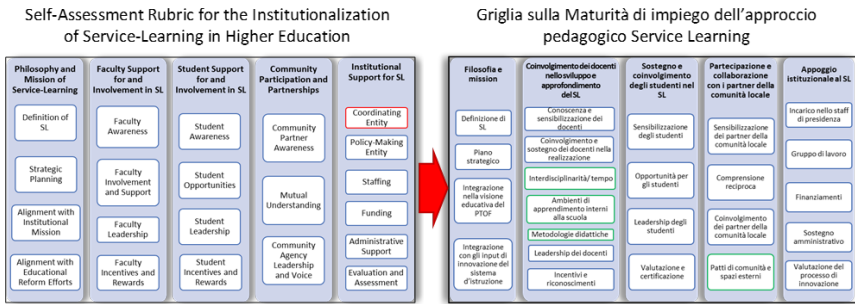 Self-Assessment Rubric for the Institutionalization
of Service-Learning in Higher Education
Philosophy and
Mission of
Service-Learning
Definition of
SL
Strategic
Planning
Alignment with
Institutional
Mission
Alignment with
Educational
Reform Efforts
Faculty Support
for and
Involvement in SL
Faculty
Awareness
Faculty
Involvement
and Support
Faculty
Leadership
Faculty
Incentives and
Rewards
Student Support
for and
Involvement in SL
Student
Awareness
Student
Opportunities
Student
Leadership
Student
Incentives and
Rewards
Community
Participation and
Partnerships
Community
Partner
Awareness
Mutual
Understanding
Community
Agency
Leadership
and Voice
Institutional
Support for SL
Coordinating
Entity
Policy-Making
Entity
Staffing
Funding
Administrative
Support
Evaluation and
Assessment
Griglia sulla Maturità di impiego dell'approccio
pedagogico Service Learning
Filosofia e
mission
Definizione di
SL
Piano
strategico
Integrazione
nella visione
educativa del
PTOF
Integrazione
con gli input di
innovazione del
sistema
d'istruzione
Coinvolgimento dei docenti
nello sviluppo e
approfondimento
del SL
Conoscenza e
sensibilizzazione dei
docenti
Coinvolgimento e
sostegno dei docenti nella
realizzazione
Interdisciplinarità/ tempo
Ambienti di
apprendimento interni
alla scuola
Metodologie didattiche
Leadership dei docenti
Incentivi e
riconoscimenti
Sostegno e
coinvolgimento
degli studenti nel
SL
Sensibilizzazione
degli studenti
Opportunità per
gli studenti
Leadership degli
studenti
Valutazione e
certificazione
Partecipazione e
collaborazione
con i partner della
comunità locale
Sensibilizzazione
dei partner della
comunità locale
Comprensione
reciproca
Coinvolgimento
dei partner della
comunità locale
Patti di comunità e
spazi esterni
Appoggio
istituzionale al SL
Incarico nello staff
di presidenza
Gruppo di lavoro
Finanziamenti
Sostegno
amministrativo
Valutazione del
processo di
innovazione